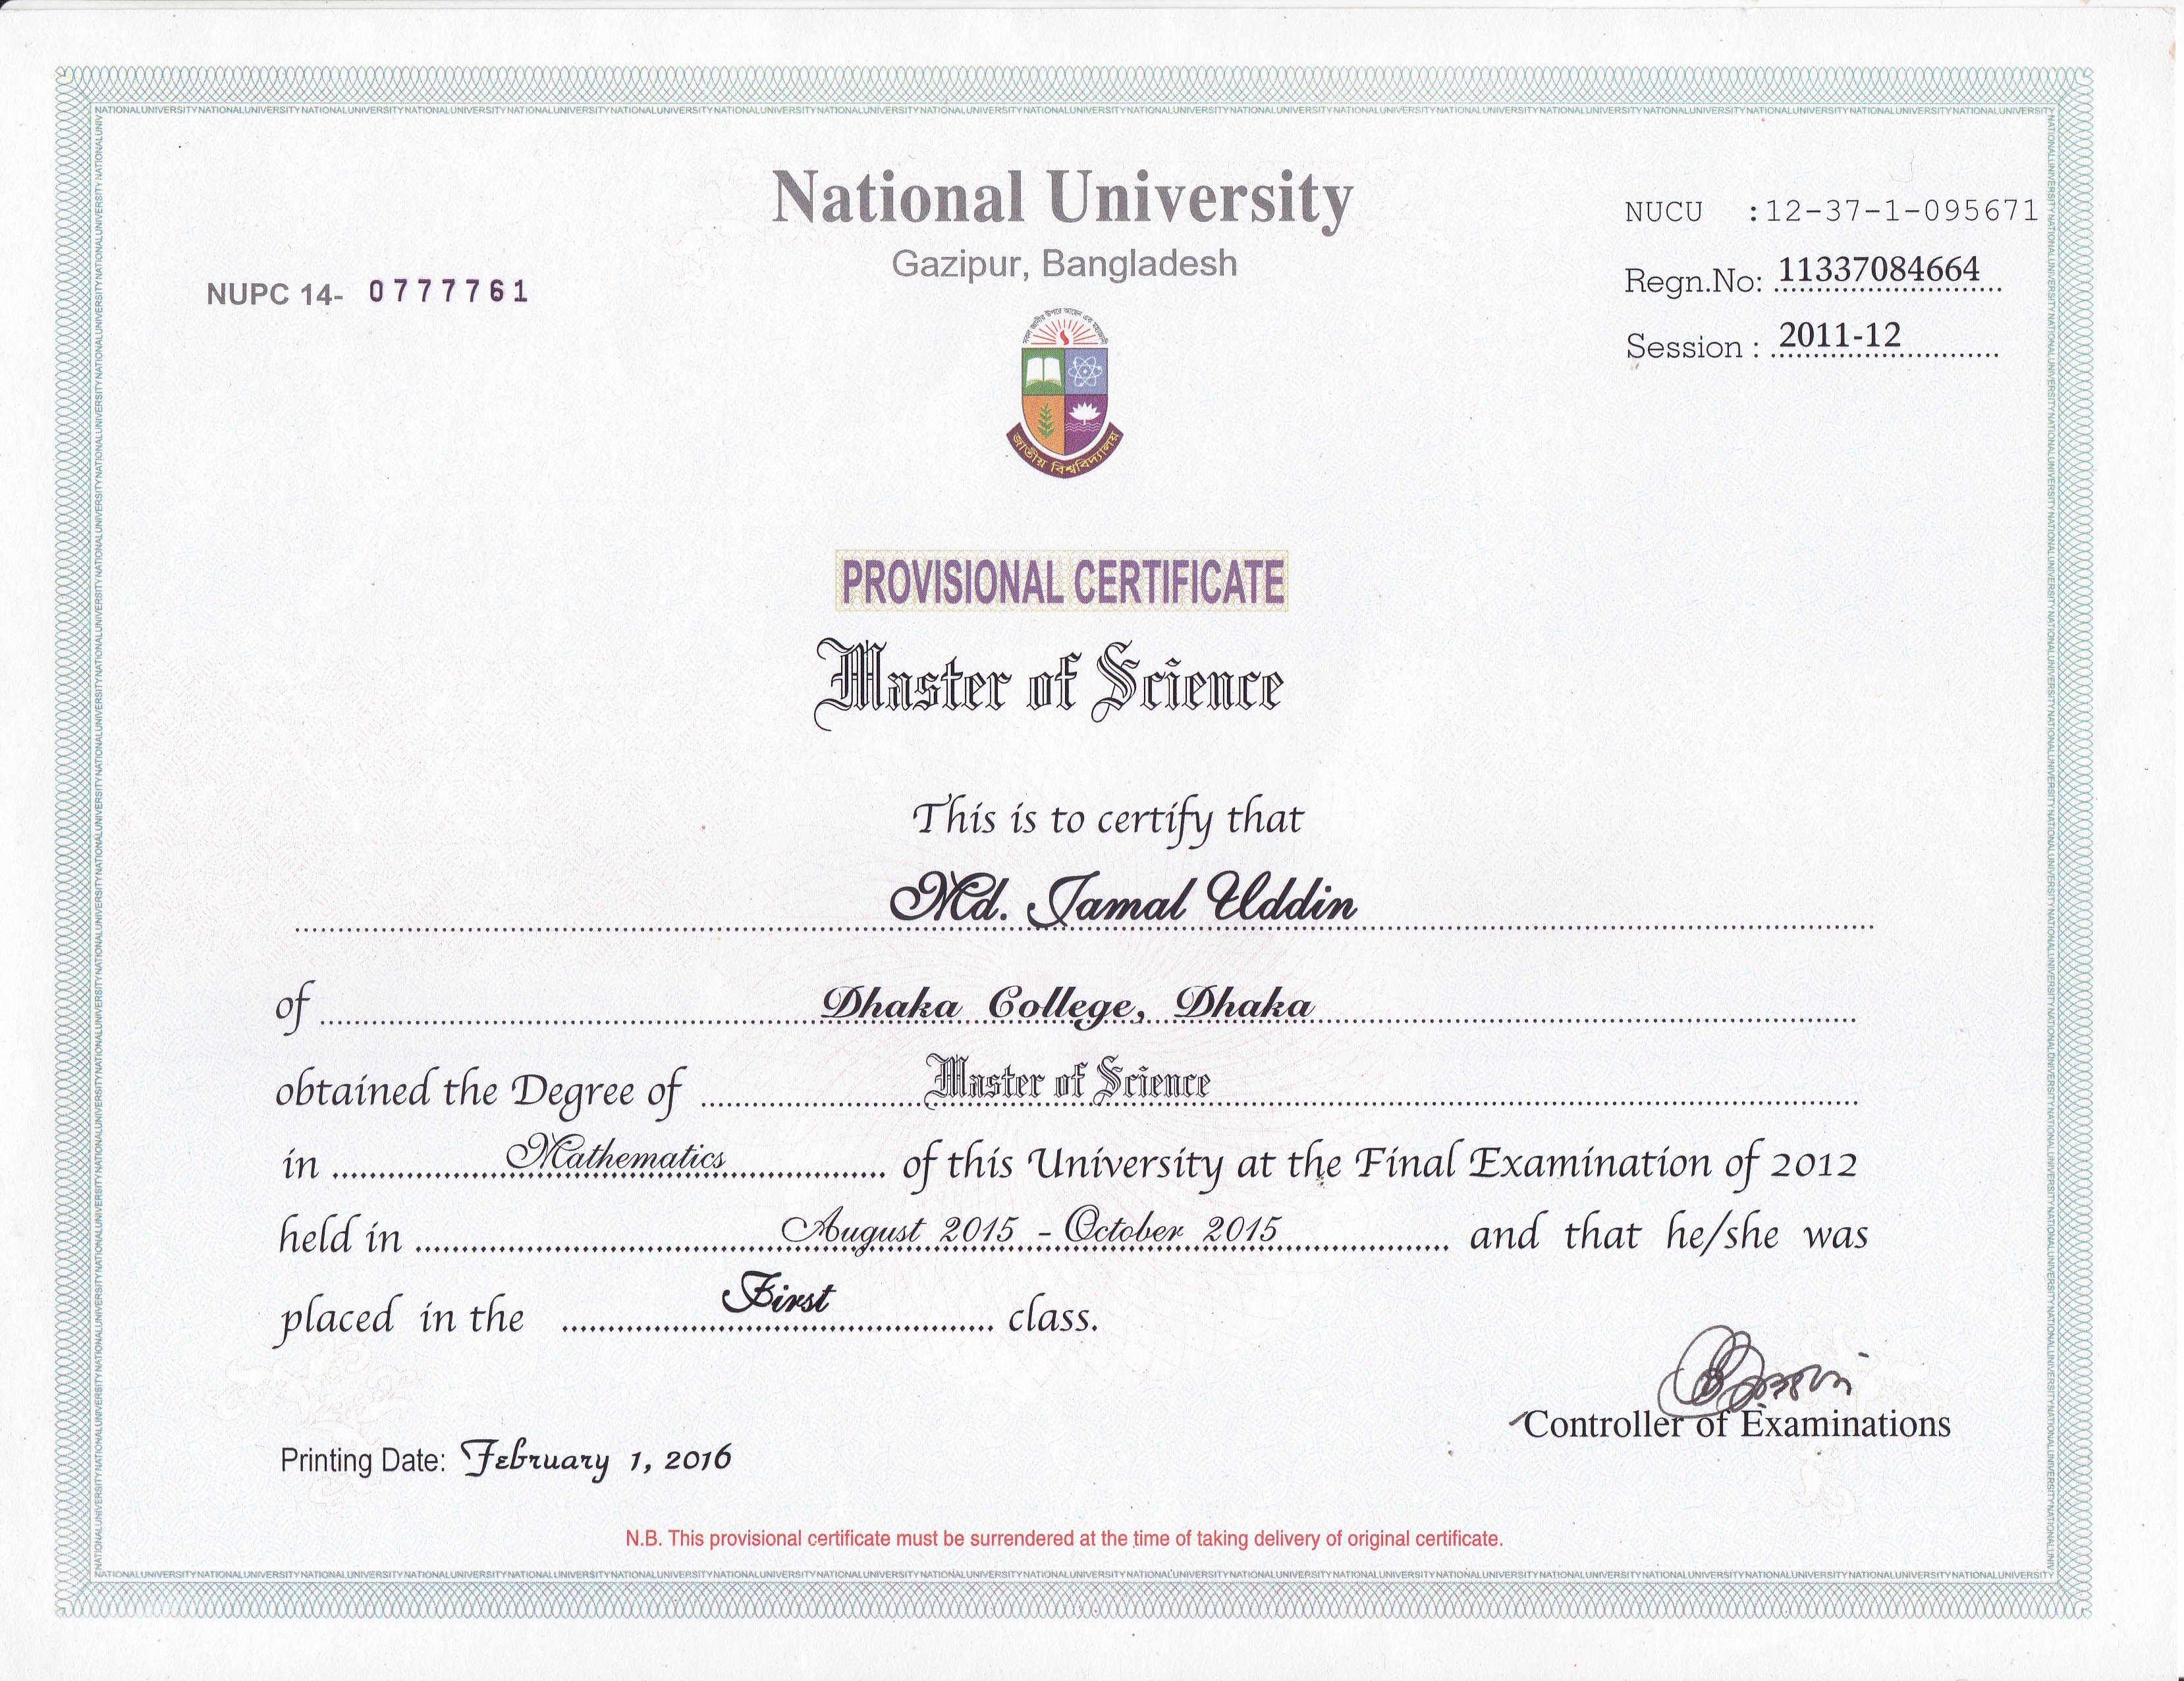 National University
Gazipur, Bangladesh
NUPC 14- 0777761
NUCU :12-37-1-095671
Regn.No: 11337084664
Session : 2011-12
জাতীয় বিশ্ববিদ্যালয়
PROVISIONAL CERTIFICATE
Master of Science
This is to certify that
Md. Jamal Uddin
of Dhaka College, Dhaka
obtained the Degree of Master of Science
in Mathematics of this University at the Final Examination of 2012
held in August 2015 - October 2015 and that he/she was
placed in the First class.
Controller of Examinations
Printing Date: February 1, 2016
N.B. This provisional certificate must be surrendered at the time of taking delivery of original certificate.